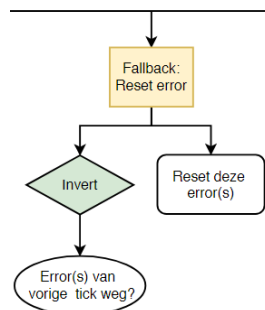 Fallback:
Reset error
Invert
Reset deze
error(s)
Error(s) van
vorige tick weg?